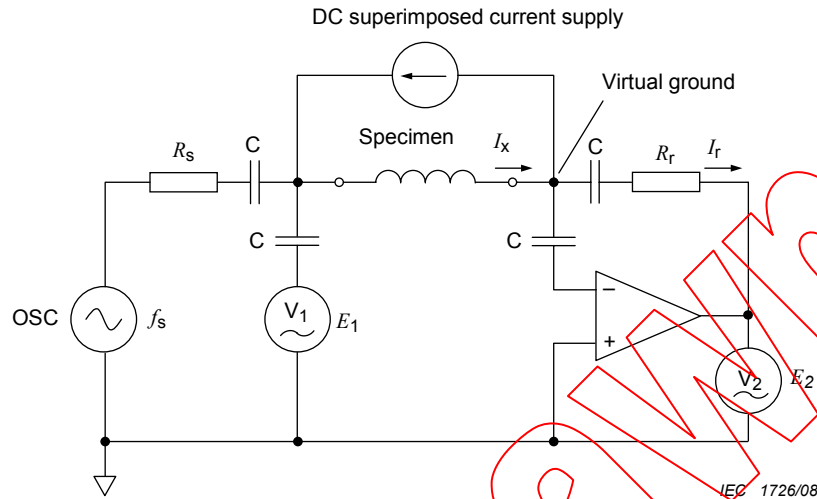 DC superimposed current supply
Virtual ground
Specimen
Rs
C
Ix
C
Rr
Ir
C
C
OSC
fs
V1
E1
−
+
V2
E2
IEC 1726/08